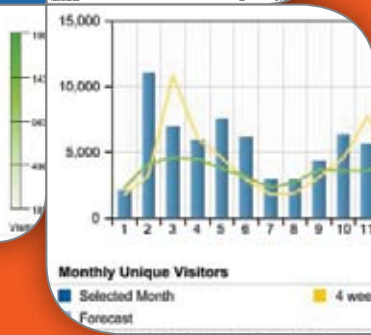 15,000
10,000
5,000
0
1 2 3 4 5 6 7 8 9 10 11
Monthly Unique Visitors
Selected Month 4 wee
Forecast